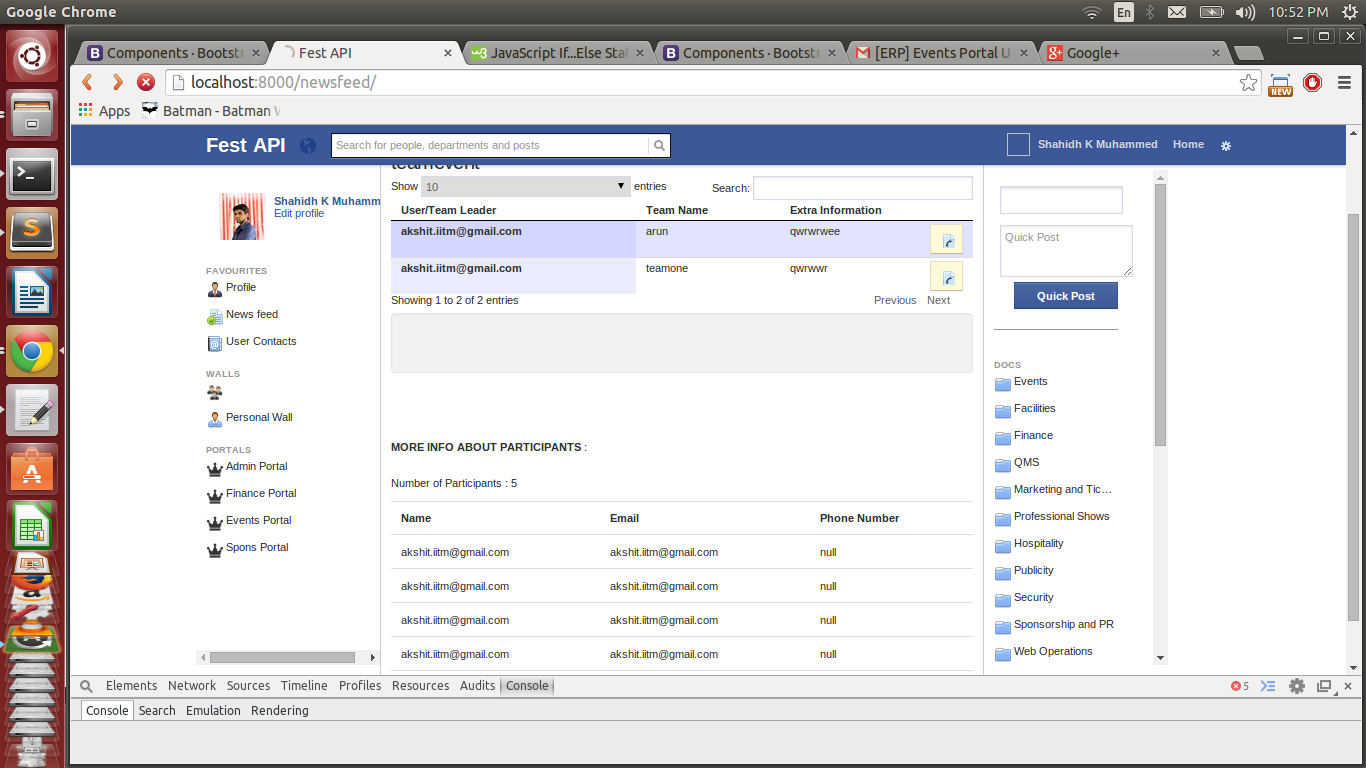 Google Chrome
En
10:52 PM
Components · Bootstr
Fest API
JavaScript If...Else Sta
Components · Bootstr
[ERP] Events Portal U
Google+
localhost:8000/newsfeed/
NEW
Apps
Batman - Batman W
Fest API
Search for people, departments and posts
Shahidh K Muhammed
Home
Shahidh K Muhamm
Edit profile
FAVOURITES
Profile
News feed
User Contacts
WALLS
Personal Wall
PORTALS
Admin Portal
Finance Portal
Events Portal
Spons Portal
teamevent
Show 10 entries
Search:
User/Team Leader Team Name Extra Information
akshit.iitm@gmail.com arun qwrwrwee
akshit.iitm@gmail.com teamone qwrwwr
Showing 1 to 2 of 2 entries
Previous Next
MORE INFO ABOUT PARTICIPANTS :
Number of Participants : 5
Name Email Phone Number
akshit.iitm@gmail.com akshit.iitm@gmail.com null
akshit.iitm@gmail.com akshit.iitm@gmail.com null
akshit.iitm@gmail.com akshit.iitm@gmail.com null
akshit.iitm@gmail.com akshit.iitm@gmail.com null
Quick Post
Quick Post
DOCS
Events
Facilities
Finance
QMS
Marketing and Tic...
Professional Shows
Hospitality
Publicity
Security
Sponsorship and PR
Web Operations
Elements Network Sources Timeline Profiles Resources Audits Console
5
Console Search Emulation Rendering